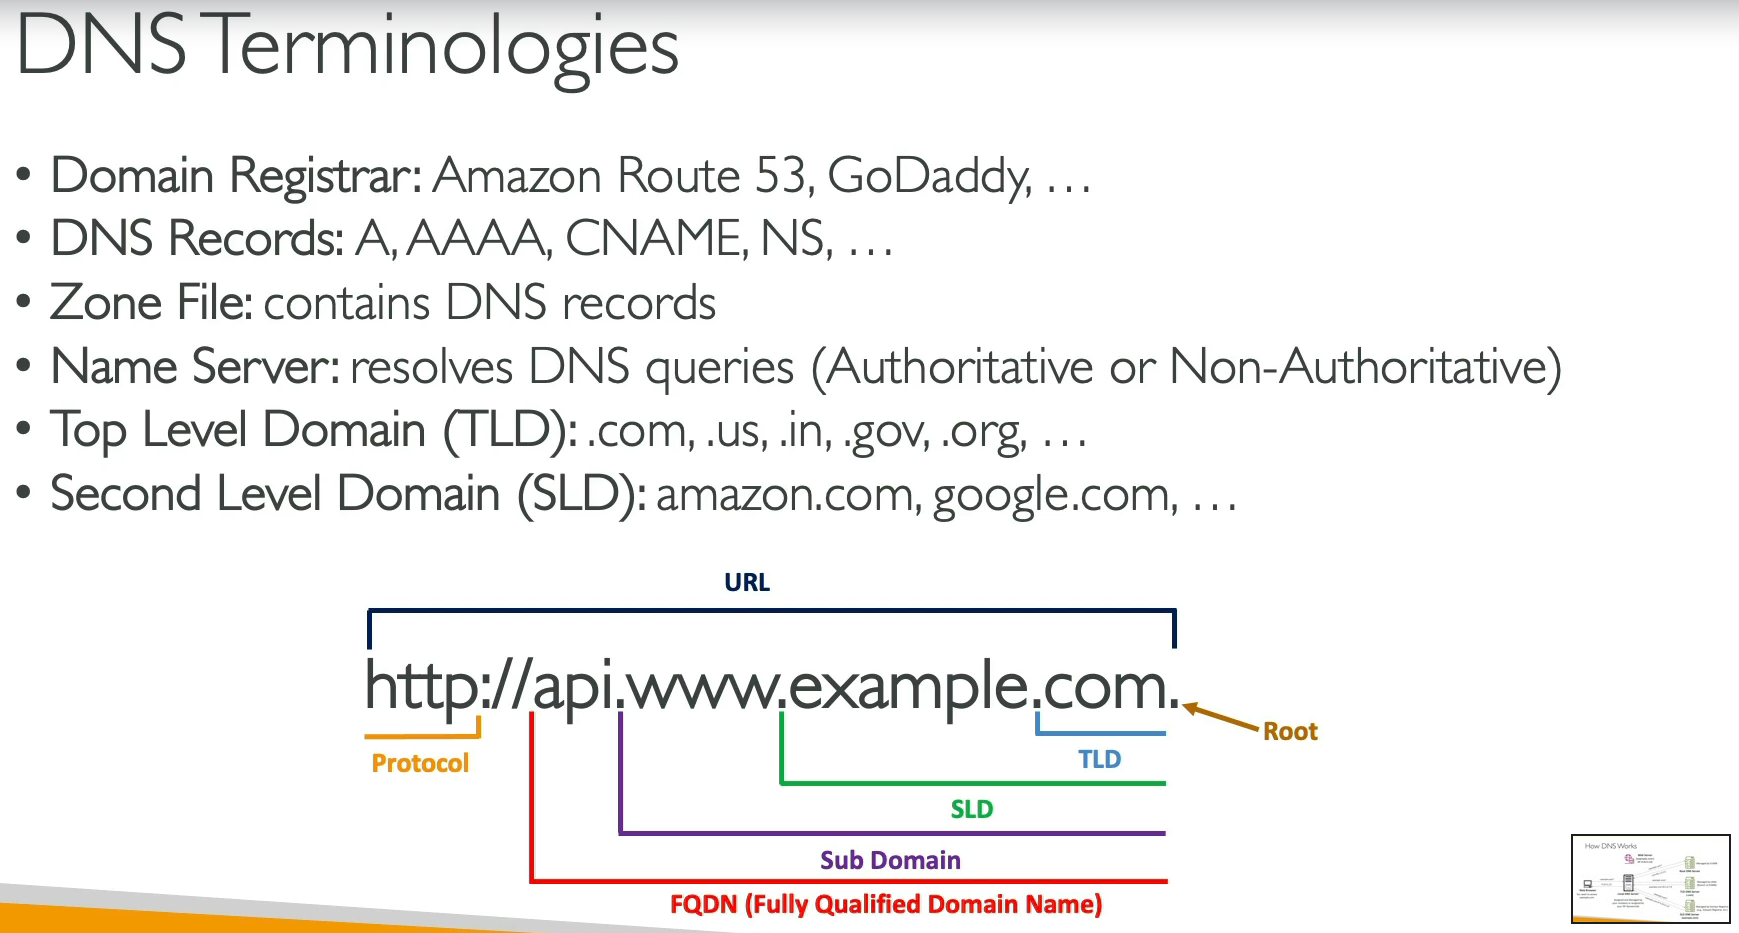 DNS Terminologies
• Domain Registrar: Amazon Route 53, GoDaddy, …
• DNS Records: A, AAAA, CNAME, NS, …
• Zone File: contains DNS records
• Name Server: resolves DNS queries (Authoritative or Non-Authoritative)
• Top Level Domain (TLD): .com, .us, .in, .gov, .org, …
• Second Level Domain (SLD): amazon.com, google.com, …
URL
http://api.www.example.com.
Root
Protocol
TLD
SLD
Sub Domain
FQDN (Fully Qualified Domain Name)
How DNS Works